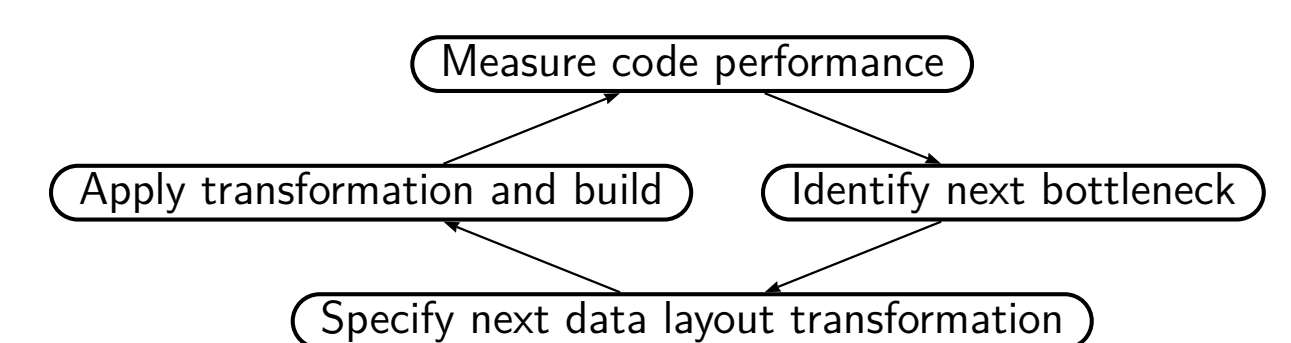 Measure code performance
Apply transformation and build
Identify next bottleneck
Specify next data layout transformation